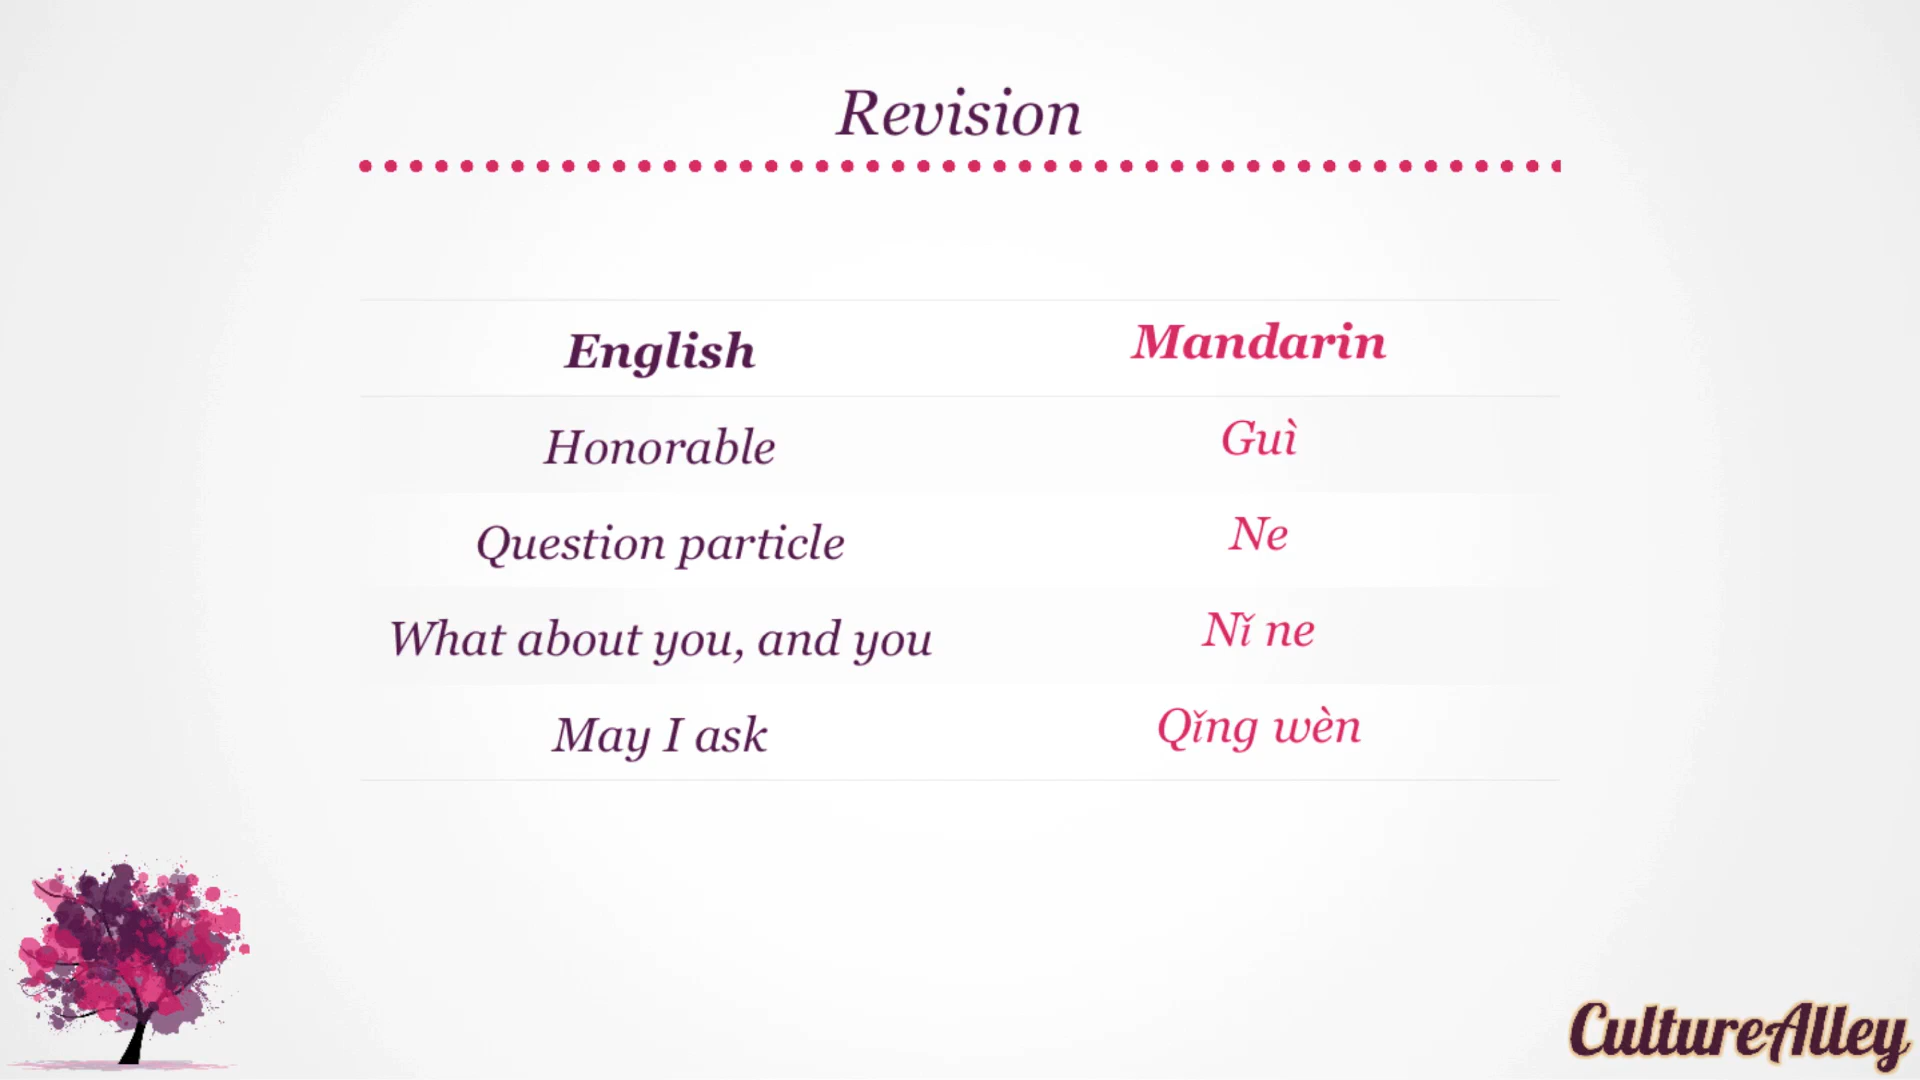 Revision
English Mandarin
Honorable Guì
Question particle Ne
What about you, and you Nǐ ne
May I ask Qǐng wèn
CultureAlley